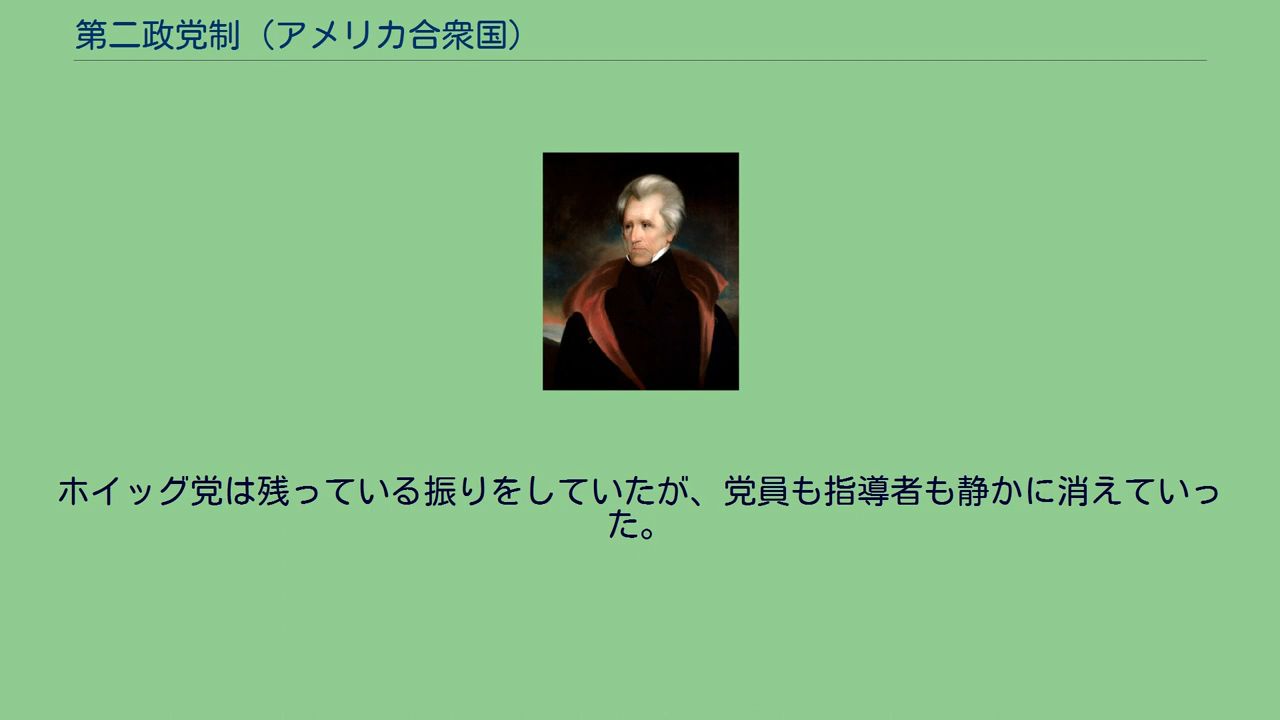 第二政党制（アメリカ合衆国）
ホイッグ党は残っている振りをしていたが、党員も指導者も静かに消えていっ
た。